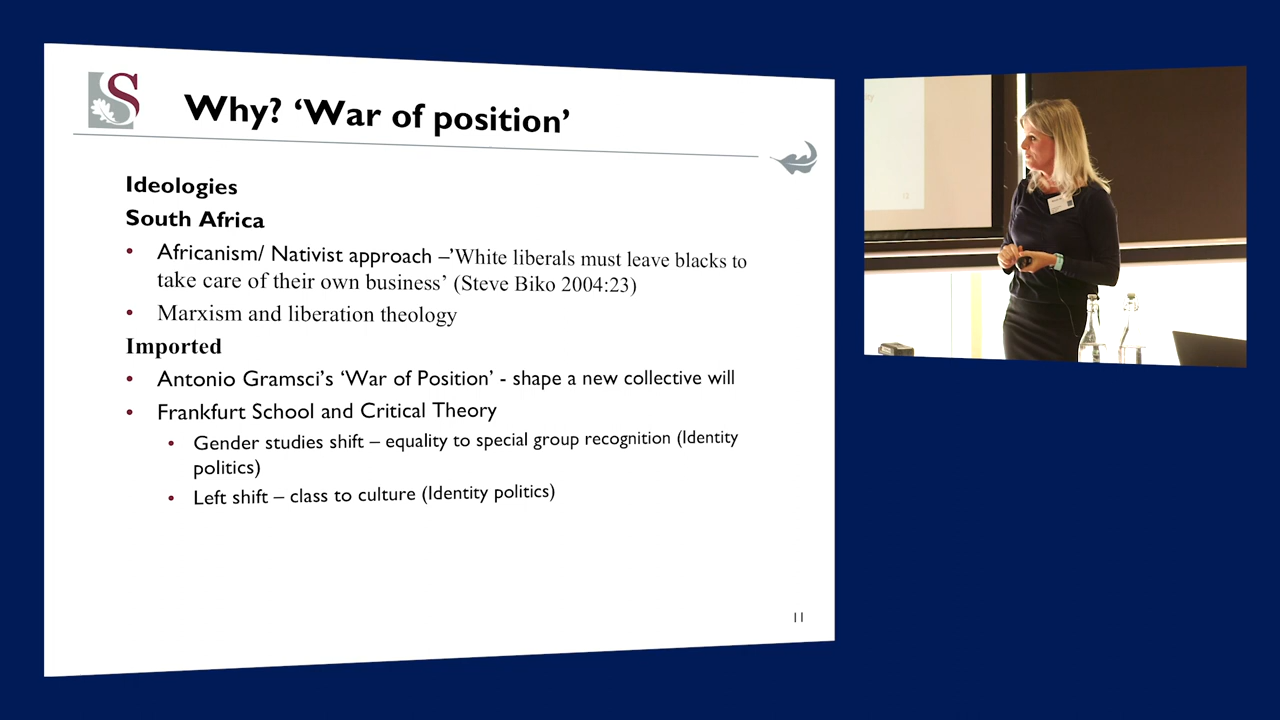 S
Why? ‘War of position’
Ideologies
South Africa
• Africanism/ Nativist approach –’White liberals must leave blacks to
take care of their own business’ (Steve Biko 2004:23)
• Marxism and liberation theology
Imported
• Antonio Gramsci’s ‘War of Position’ - shape a new collective will
• Frankfurt School and Critical Theory
• Gender studies shift – equality to special group recognition (Identity
politics)
• Left shift – class to culture (Identity politics)
11